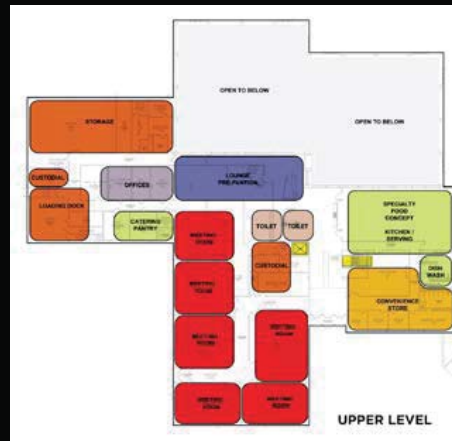 OPEN TO BELOW
OPEN TO BELOW
STORAGE
CUSTODIAL
OFFICES
LOUNGE
LOADING DOCK
CATERING
PANTRY
MEETING
ROOM
TOILET
TOILET
SPECIALTY
FOOD
CONCEPT
KITCHEN /
SERVING
CUSTODIAL
DISH
WASH
MEETING
ROOM
CONVENIENCE
STORE
MEETING
ROOM
MEETING
ROOM
MEETING
ROOM
MEETING
ROOM
UPPER LEVEL